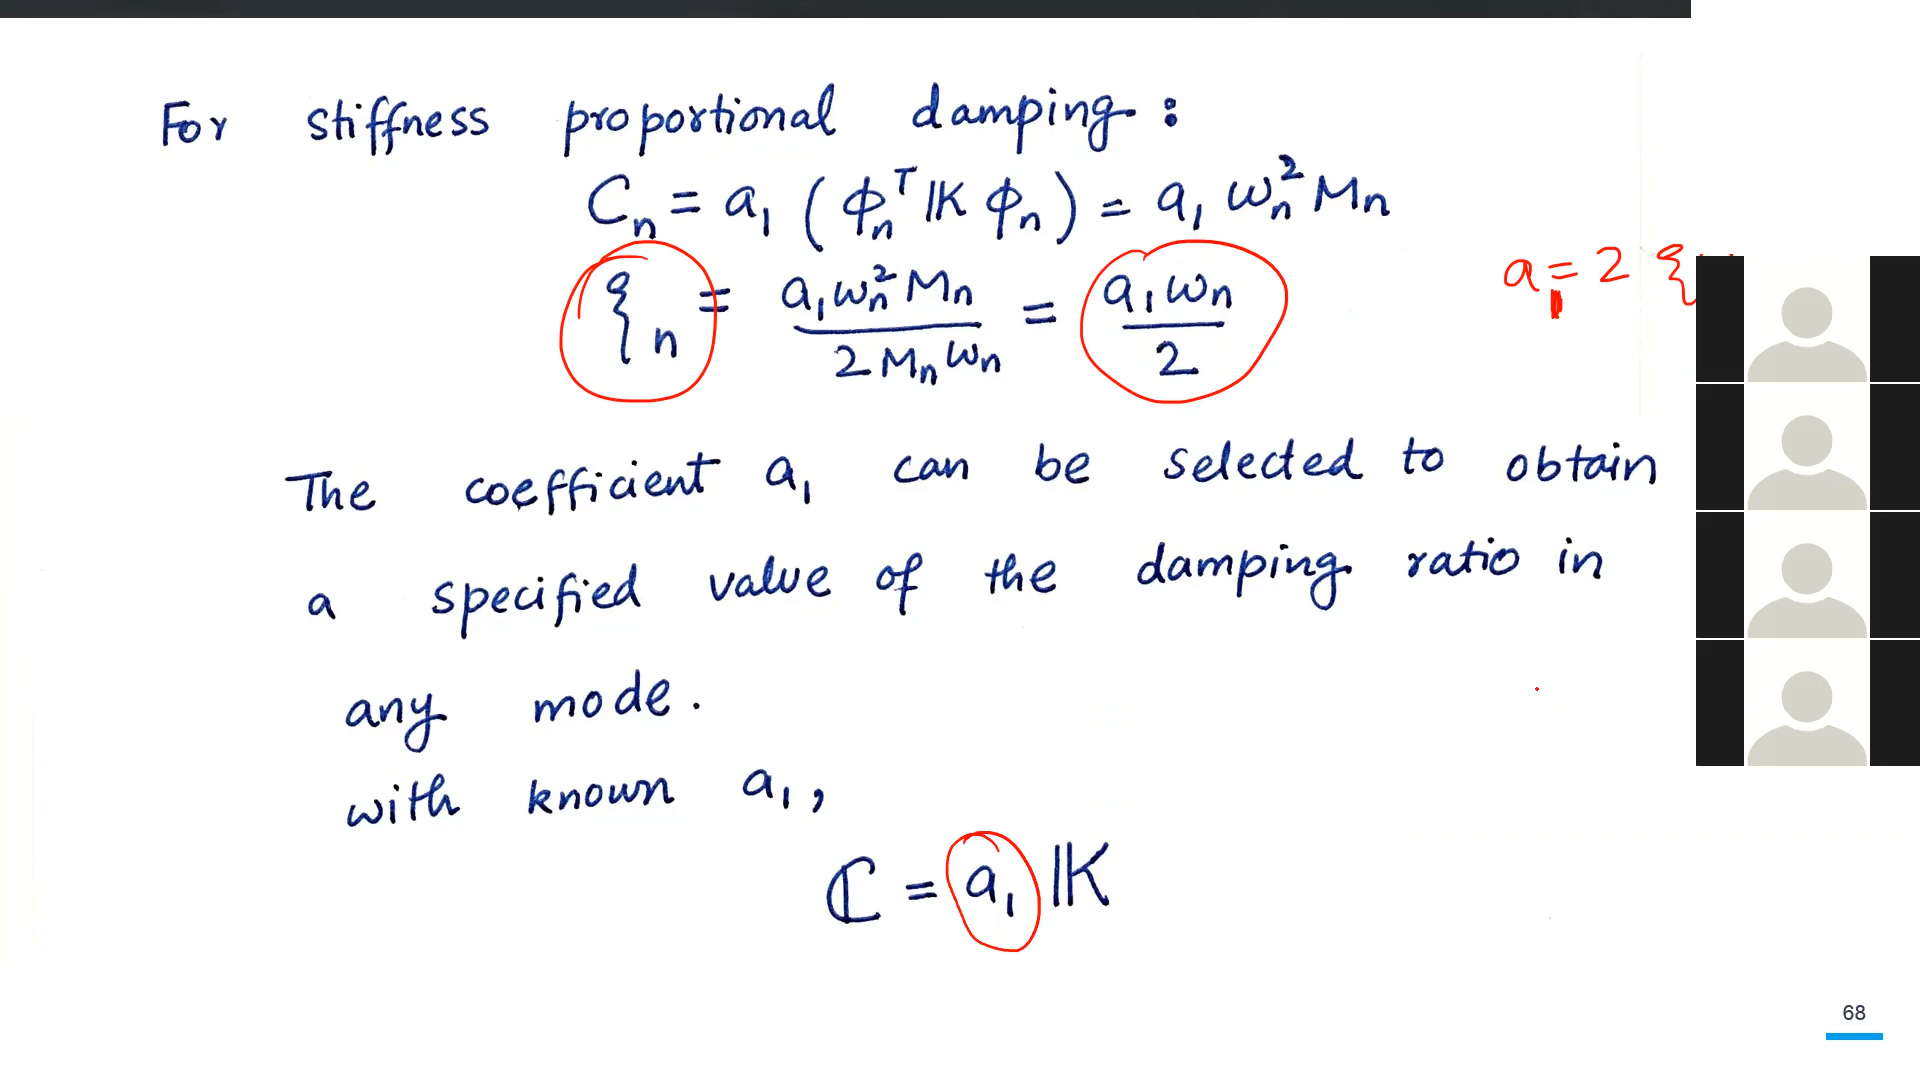 For stiffness proportional damping:
Cn = a1 (ϕn^T K ϕn) = a1 ωn² Mn
ξn = a1ωn²Mn / 2Mnωn = a1ωn / 2
a1 = 2 ξ
The coefficient a1 can be selected to obtain
a specified value of the damping ratio in
any mode.
with known a1,
ℂ = a1 K
68